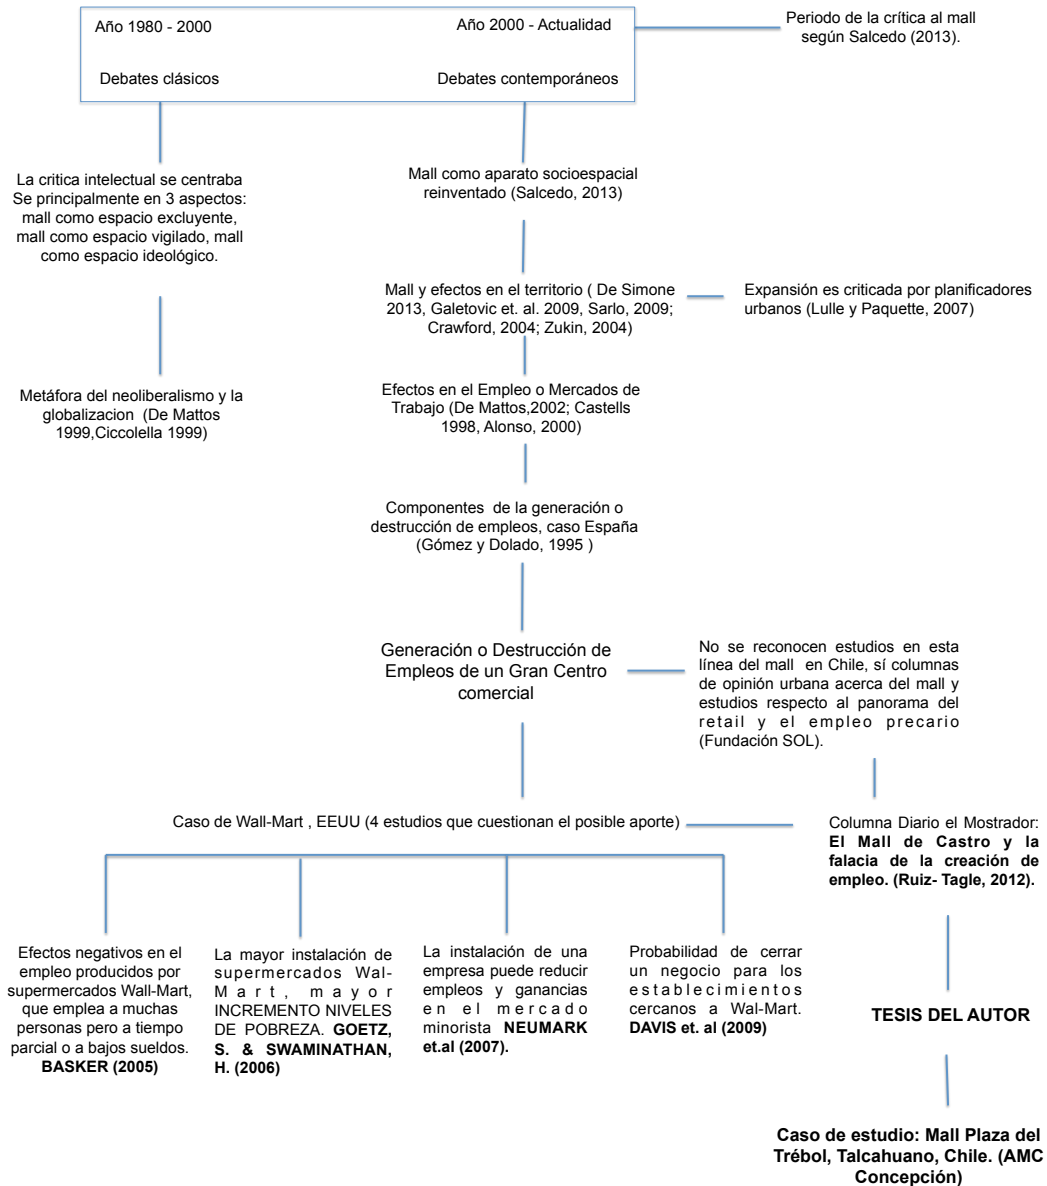 Año 1980 - 2000
Año 2000 - Actualidad
Periodo de la crítica al mall
según Salcedo (2013).
Debates clásicos
Debates contemporáneos
La critica intelectual se centraba
Se principalmente en 3 aspectos:
mall como espacio excluyente,
mall como espacio vigilado, mall
como espacio ideológico.
Mall como aparato socioespacial
reinventado (Salcedo, 2013)
Mall y efectos en el territorio ( De Simone
2013, Galetovic et. al. 2009, Sarlo, 2009;
Crawford, 2004; Zukin, 2004)
Expansión es criticada por planificadores
urbanos (Lulle y Paquette, 2007)
Metáfora del neoliberalismo y la
globalizacion (De Mattos
1999,Ciccolella 1999)
Efectos en el Empleo o Mercados de
Trabajo (De Mattos,2002; Castells
1998, Alonso, 2000)
Componentes de la generación o
destrucción de empleos, caso España
(Gómez y Dolado, 1995 )
Generación o Destrucción de
Empleos de un Gran Centro
comercial
No se reconocen estudios en esta
línea del mall en Chile, sí columnas
de opinión urbana acerca del mall y
estudios respecto al panorama del
retail y el empleo precario
(Fundación SOL).
Caso de Wall-Mart , EEUU (4 estudios que cuestionan el posible aporte)
Columna Diario el Mostrador:
El Mall de Castro y la
falacia de la creación de
empleo. (Ruiz- Tagle, 2012).
Efectos negativos en el
empleo producidos por
supermercados Wall-Mart,
que emplea a muchas
personas pero a tiempo
parcial o a bajos sueldos.
BASKER (2005)
La mayor instalación de
supermercados Wal-
Mart, mayor
INCREMENTO NIVELES
DE POBREZA. GOETZ,
S. & SWAMINATHAN,
H. (2006)
La instalación de una
empresa puede reducir
empleos y ganancias
en el mercado
minorista NEUMARK
et.al (2007).
Probabilidad de cerrar
un negocio para los
establecimientos
cercanos a Wal-Mart.
DAVIS et. al (2009)
TESIS DEL AUTOR
Caso de estudio: Mall Plaza del
Trébol, Talcahuano, Chile. (AMC
Concepción)